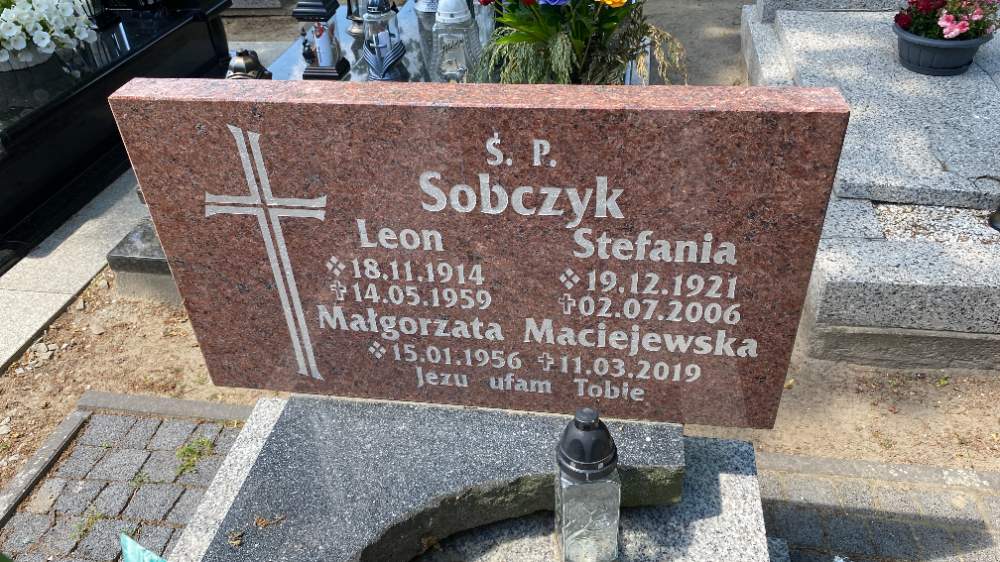 Ś. P.
Sobczyk
Leon Stefania
18.11.1914 19.12.1921
14.05.1959 02.07.2006
Małgorzata Maciejewska
15.01.1956 11.03.2019
Jezu ufam Tobie